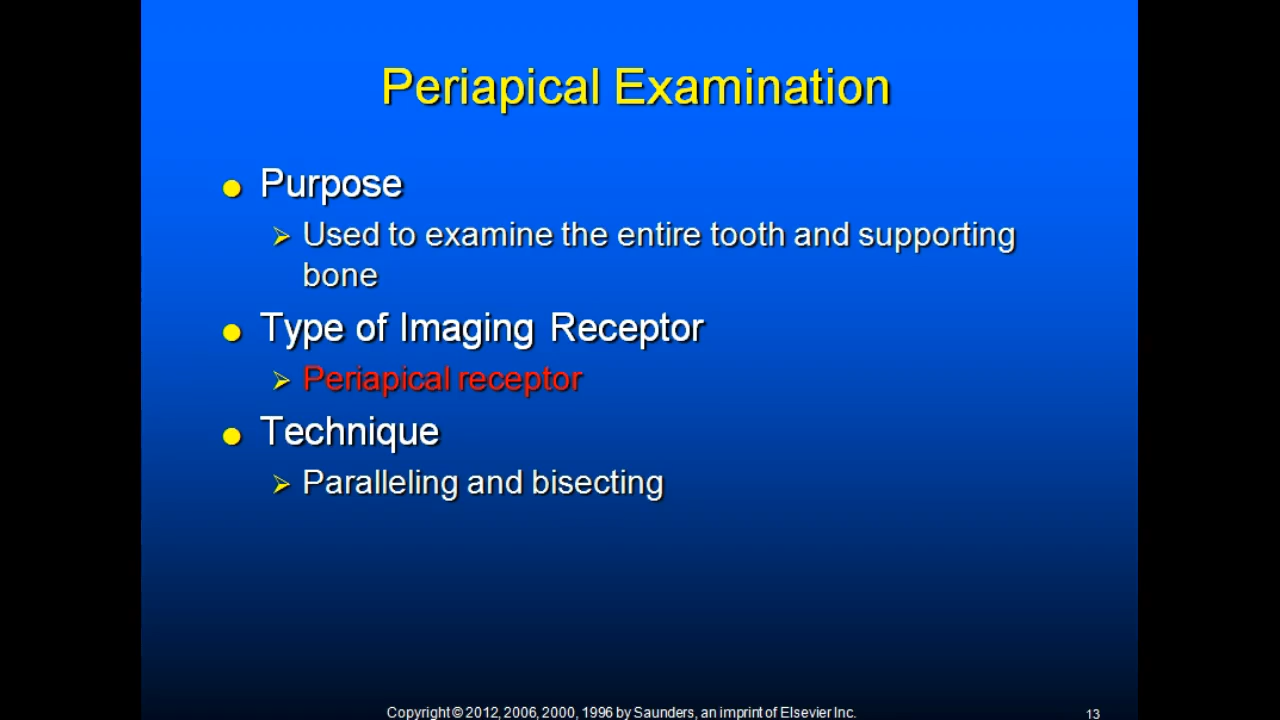 Periapical Examination
Purpose
Used to examine the entire tooth and supporting
bone
Type of Imaging Receptor
Periapical receptor
Technique
Paralleling and bisecting
Copyright © 2012, 2006, 2000, 1996 by Saunders, an imprint of Elsevier Inc.
13